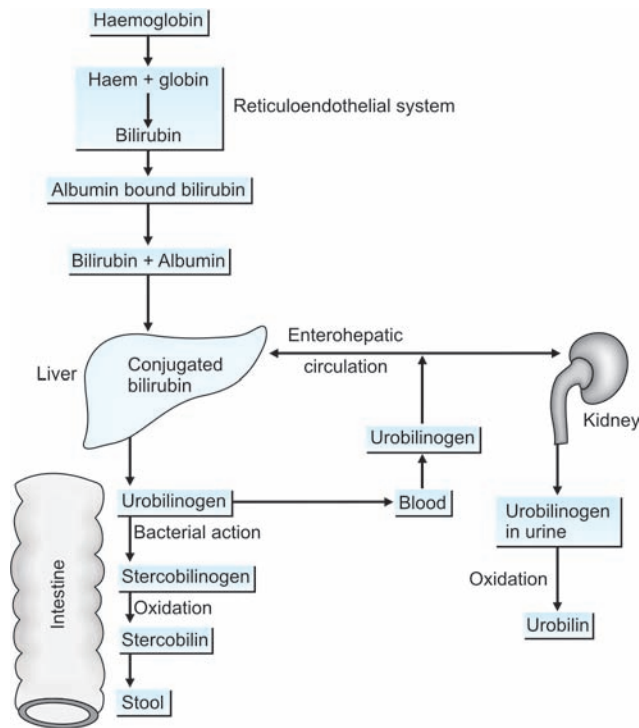 Haemoglobin
Haem + globin
Reticuloendothelial system
Bilirubin
Albumin bound bilirubin
Bilirubin + Albumin
Liver
Conjugated
bilirubin
Enterohepatic
circulation
Kidney
Urobilinogen
Urobilinogen
Blood
Urobilinogen
in urine
Bacterial action
Stercobilinogen
Oxidation
Oxidation
Stercobilin
Urobilin
Stool
Intestine